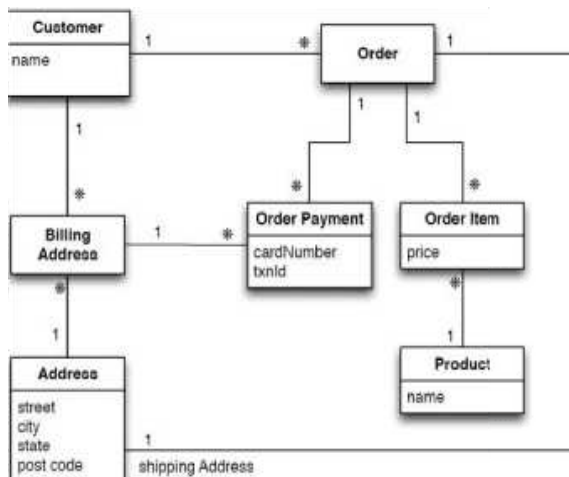 Customer
name
1
*
Order
1
1
*
1
1
*
*
Billing
Address
1
*
Order Payment
cardNumber
txnId
Order Item
price
*
1
*
1
Product
name
Address
street
city
state
post code
1
shipping Address